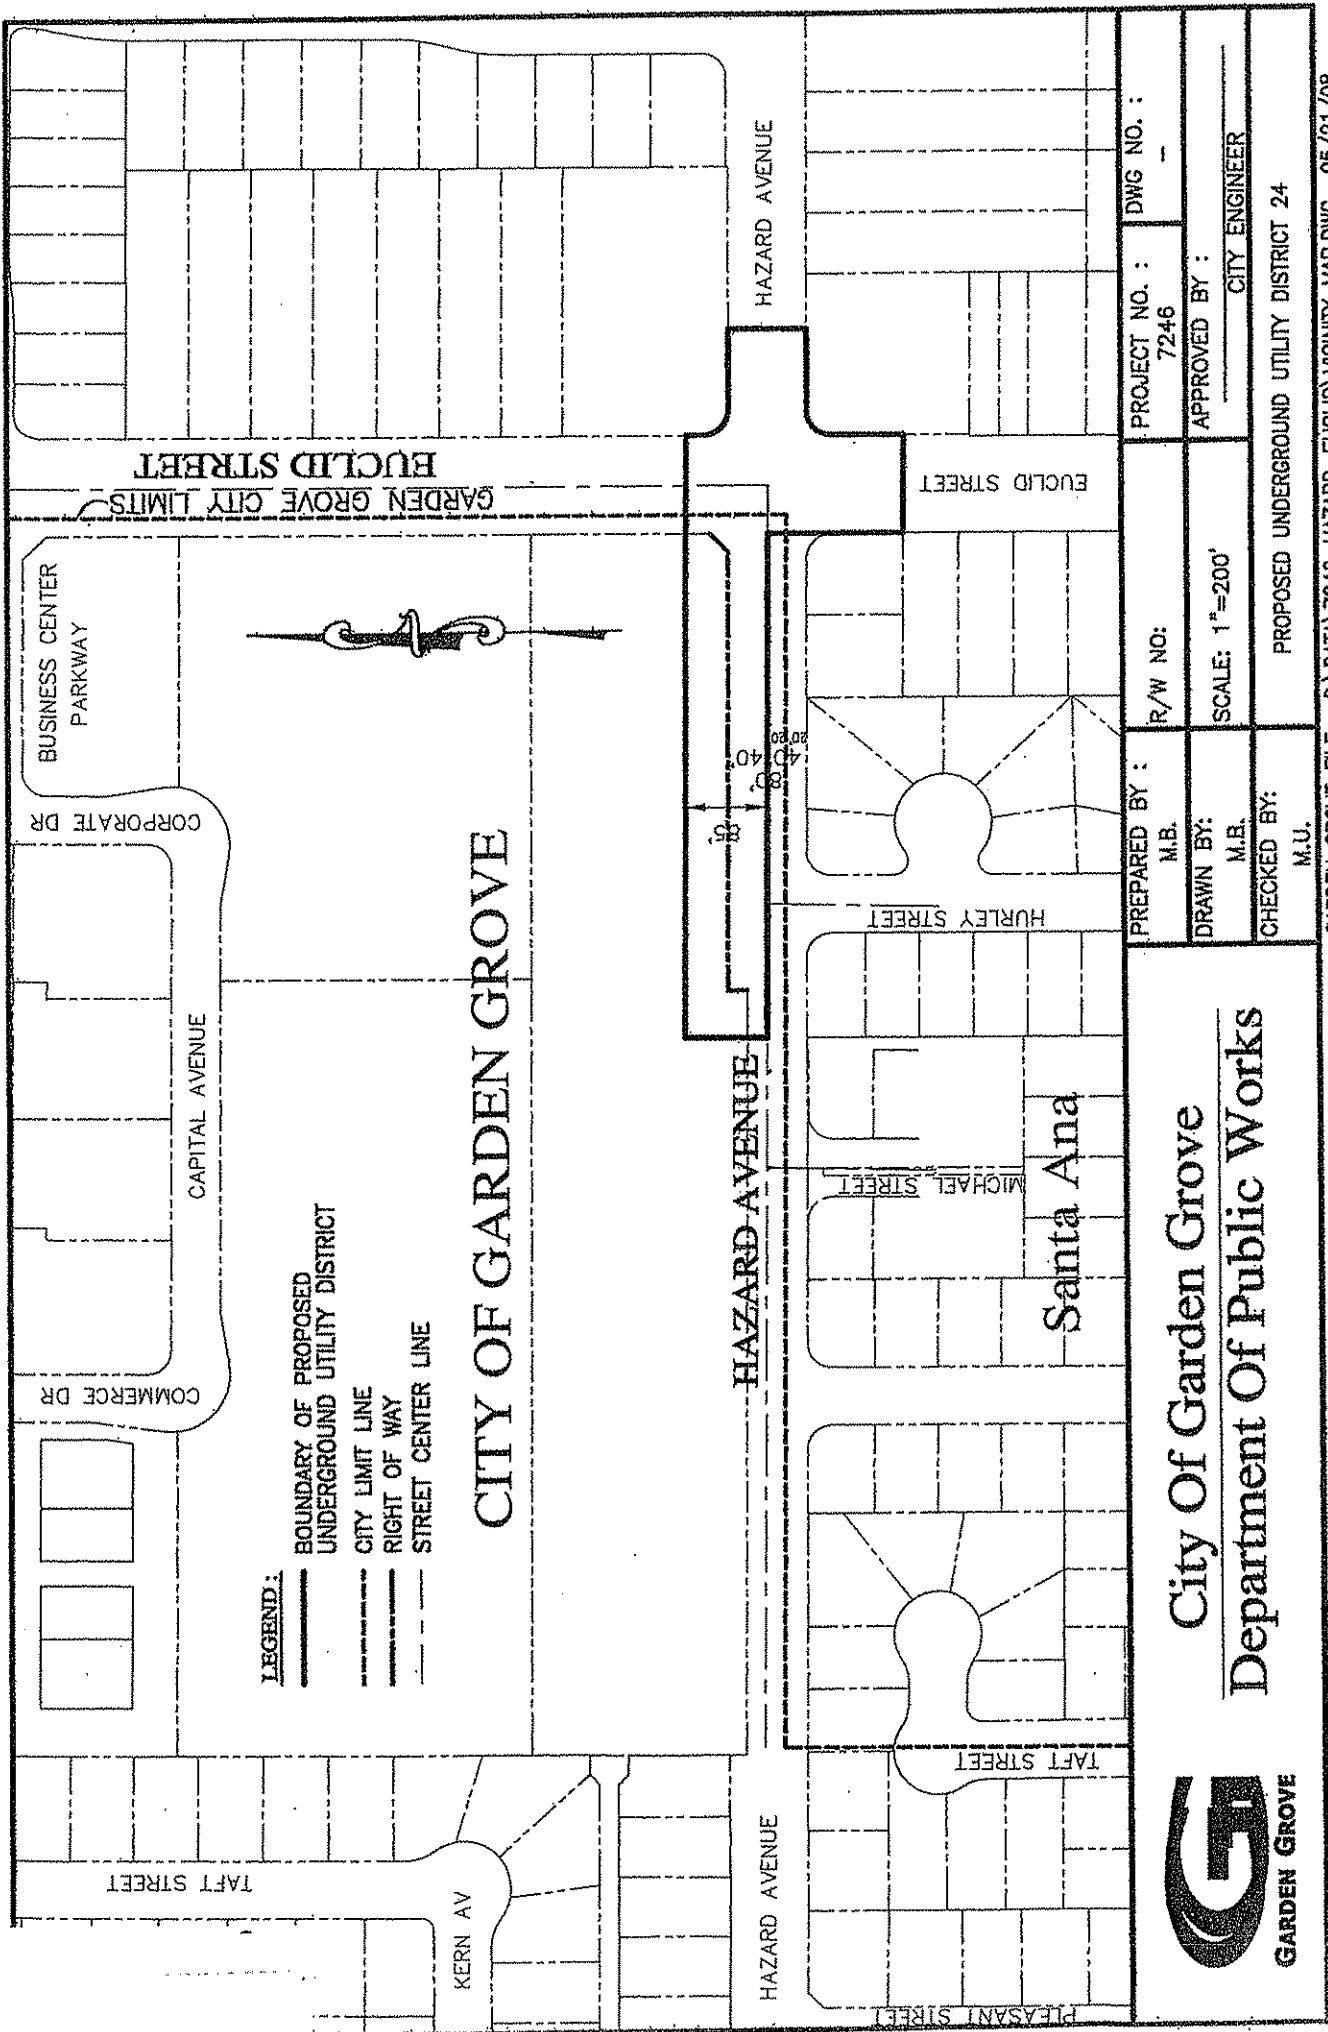 BUSINESS CENTER
PARKWAY
CORPORATE DR
CAPITAL AVENUE
COMMERCE DR
TAFT STREET
KERN AV
LEGEND:
BOUNDARY OF PROPOSED
UNDERGROUND UTILITY DISTRICT
CITY LIMIT LINE
RIGHT OF WAY
STREET CENTER LINE
CITY OF GARDEN GROVE
GARDEN GROVE CITY LIMITS
EUCLID STREET
HAZARD AVENUE
HAZARD AVENUE
HAZARD AVENUE
85'
80'
40' 40'
20' 20'
EUCLID STREET
HURLEY STREET
MICHAEL STREET
Santa Ana
TAFT STREET
PLEASANT STREET
GARDEN GROVE
City Of Garden Grove
Department Of Public Works
PREPARED BY :
M.B.
R/W NO:
PROJECT NO. :
7246
DWG NO. :
-
DRAWN BY:
M.B.
SCALE: 1"=200'
APPROVED BY :
CITY ENGINEER
CHECKED BY:
M.U.
PROPOSED UNDERGROUND UTILITY DISTRICT 24